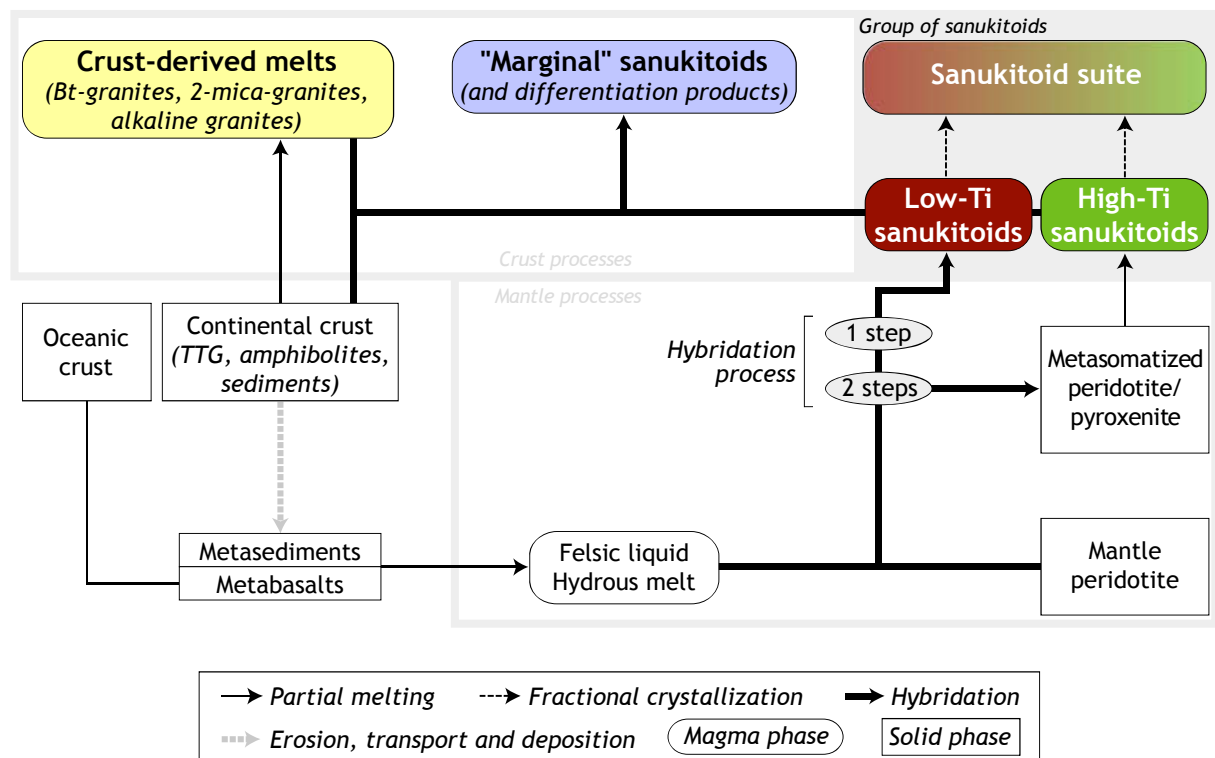 Group of sanukitoids
Crust-derived melts
(Bt-granites, 2-mica-granites,
alkaline granites)
"Marginal" sanukitoids
(and differentiation products)
Sanukitoid suite
Low-Ti
sanukitoids
High-Ti
sanukitoids
Crust processes
Mantle processes
Oceanic
crust
Continental crust
(TTG, amphibolites,
sediments)
Hybridation
process
1 step
2 steps
Metasomatized
peridotite/
pyroxenite
Metasediments
Metabasalts
Felsic liquid
Hydrous melt
Mantle
peridotite
Partial melting
Fractional crystallization
Hybridation
Erosion, transport and deposition
Magma phase
Solid phase